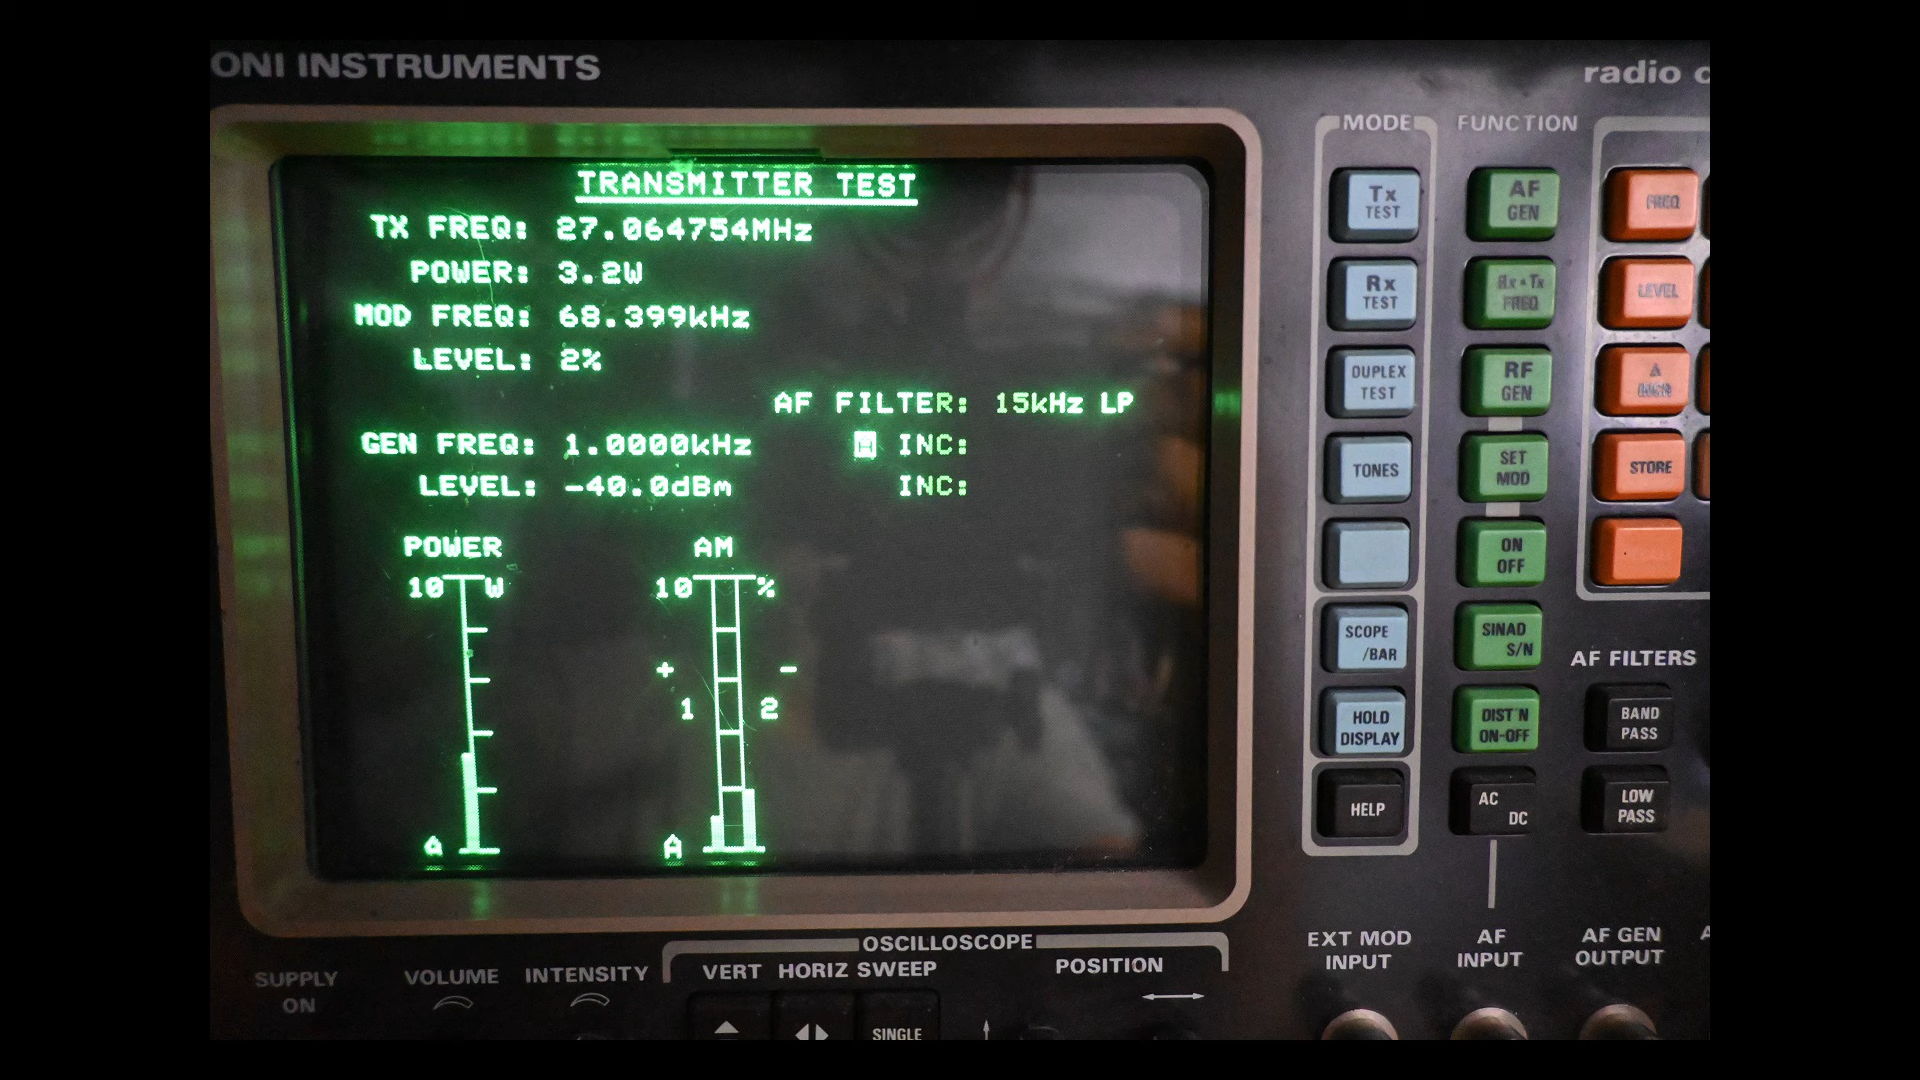 ONI INSTRUMENTS
radio
TRANSMITTER TEST
TX FREQ: 27.064754MHz
POWER: 3.2W
MOD FREQ: 68.399kHz
LEVEL: 2%
AF FILTER: 15kHz LP
GEN FREQ: 1.0000kHz INC:
LEVEL: -40.0dBm INC:
POWER AM
10 W 10 %
+ -
1 2
A A
MODE
Tx TEST
Rx TEST
DUPLEX TEST
TONES
SCOPE /BAR
HOLD DISPLAY
HELP
FUNCTION
AF GEN
Rx • Tx FREQ
RF GEN
SET MOD
ON OFF
SINAD S/N
DIST'N ON-OFF
AC DC
FREQ
LEVEL
Δ INCR
STORE
AF FILTERS
BAND PASS
LOW PASS
EXT MOD INPUT
AF INPUT
AF GEN OUTPUT
OSCILLOSCOPE
SUPPLY ON
VOLUME
INTENSITY
VERT HORIZ SWEEP
POSITION
SINGLE